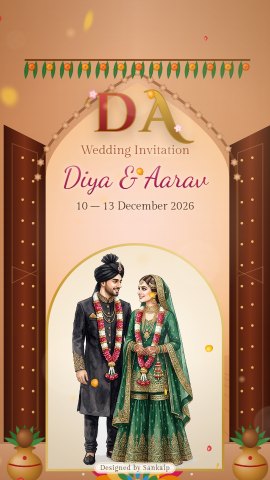 DA
Wedding Invitation
Diya & Aarav
10 — 13 December 2026
Designed by Sankalp